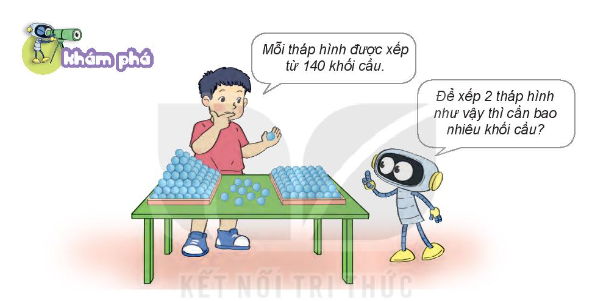 Khám phá
Mỗi tháp hình được xếp
từ 140 khối cầu.
Để xếp 2 tháp hình
như vậy thì cần bao
nhiêu khối cầu?
KẾT NỐI TRI THỨC